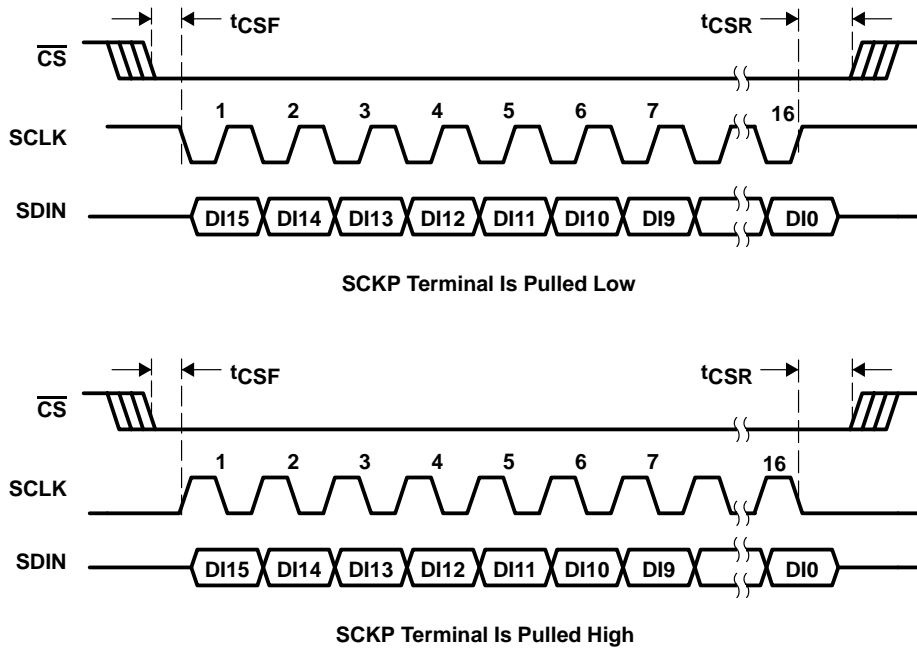 tCSF tCSR
CS
1 2 3 4 5 6 7 16
SCLK
SDIN DI15 DI14 DI13 DI12 DI11 DI10 DI9 DI0
SCKP Terminal Is Pulled Low
tCSF tCSR
CS
1 2 3 4 5 6 7 16
SCLK
SDIN DI15 DI14 DI13 DI12 DI11 DI10 DI9 DI0
SCKP Terminal Is Pulled High